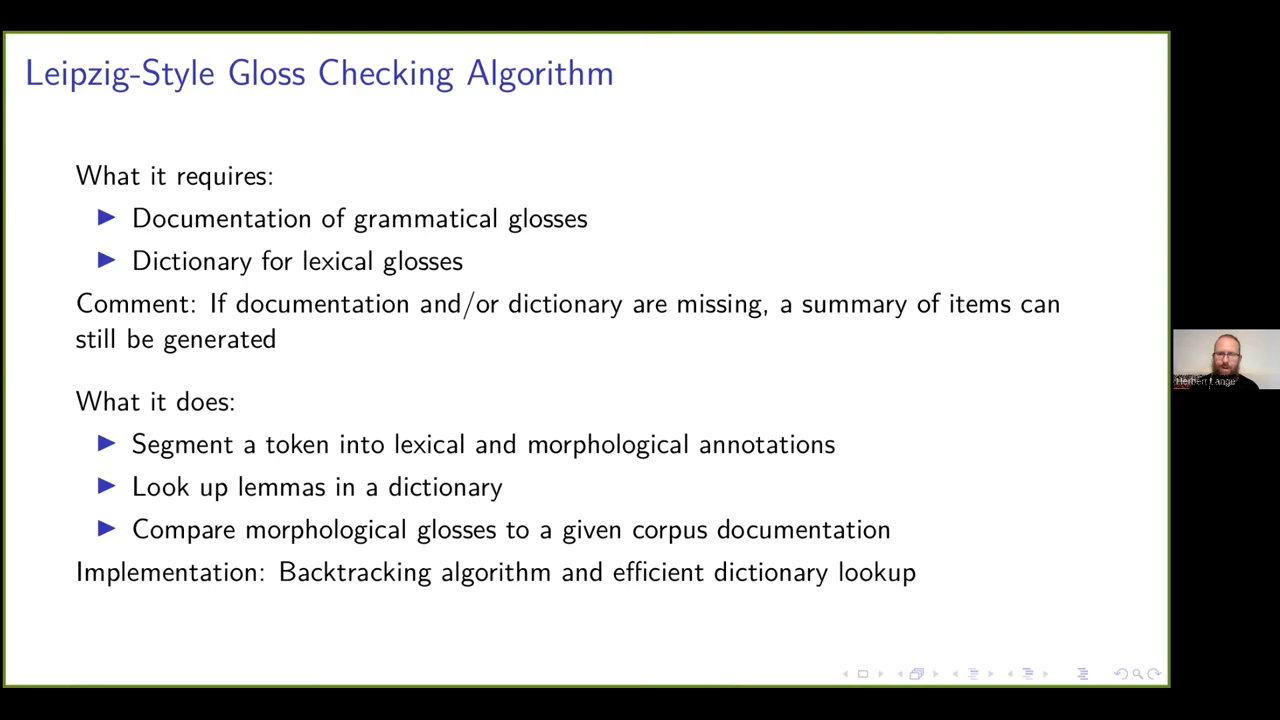 Leipzig-Style Gloss Checking Algorithm
What it requires:
Documentation of grammatical glosses
Dictionary for lexical glosses
Comment: If documentation and/or dictionary are missing, a summary of items can
still be generated
Herbert Lange
What it does:
Segment a token into lexical and morphological annotations
Look up lemmas in a dictionary
Compare morphological glosses to a given corpus documentation
Implementation: Backtracking algorithm and efficient dictionary lookup